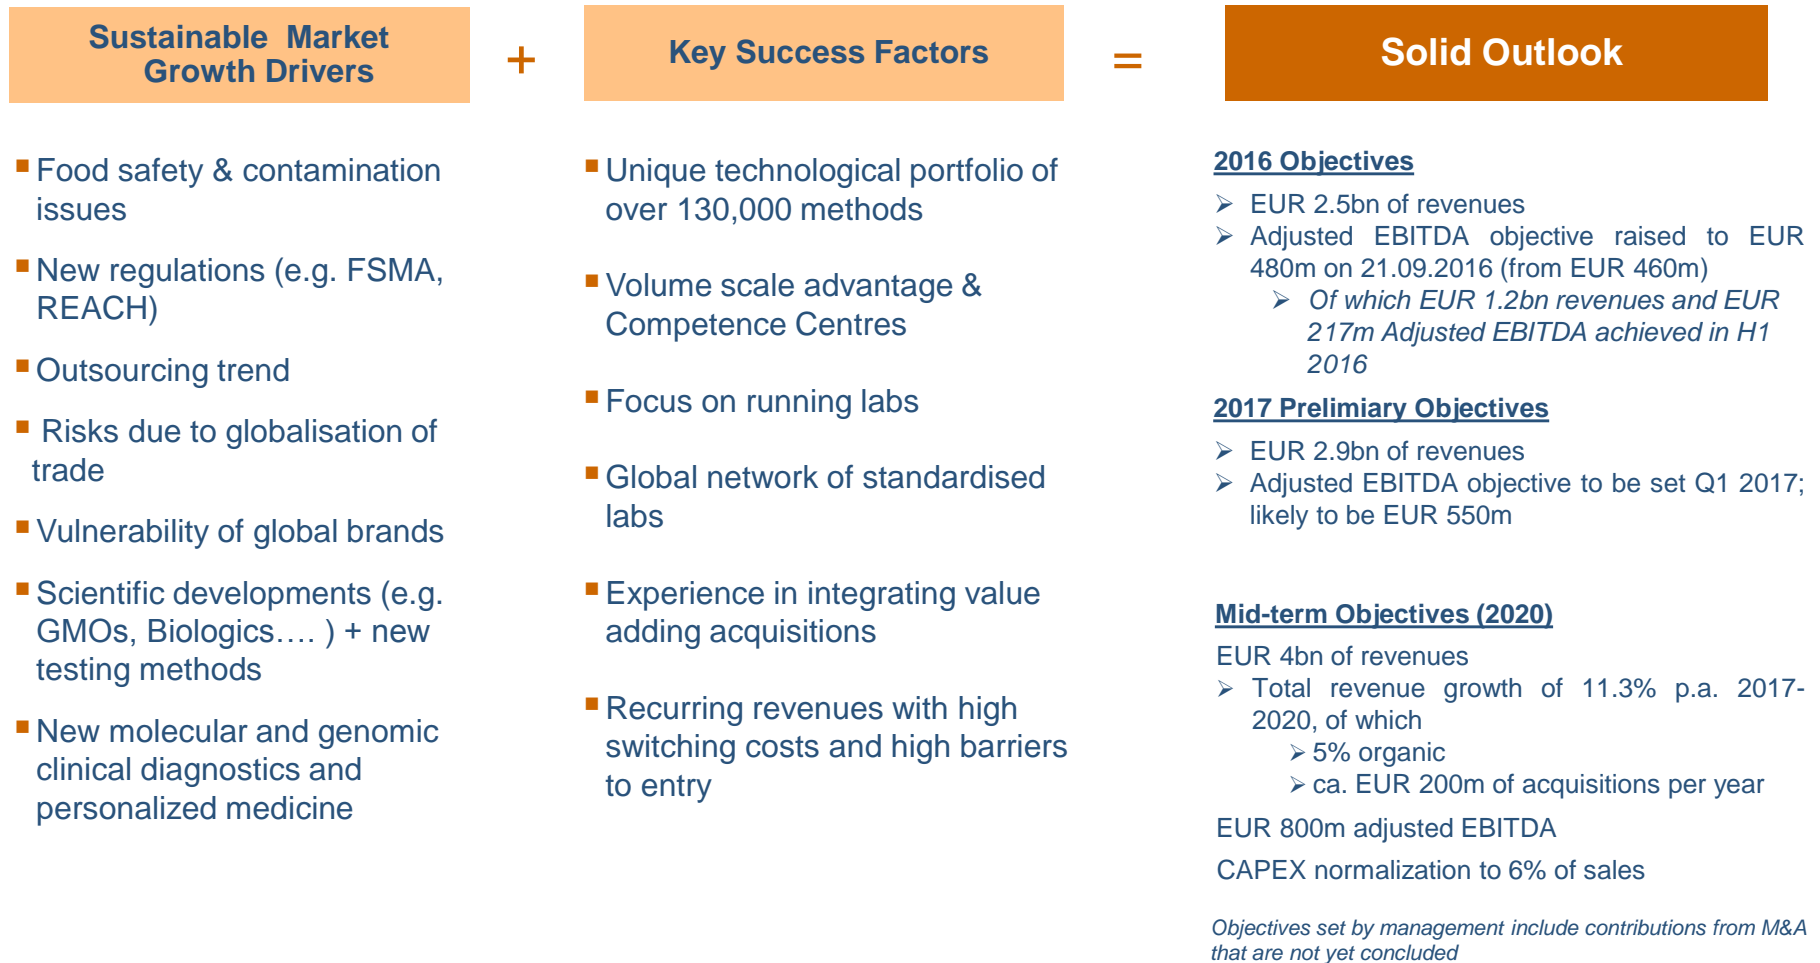 Sustainable Market
Growth Drivers
+
Key Success Factors
=
Solid Outlook
▪ Food safety & contamination
issues
▪ New regulations (e.g. FSMA,
REACH)
▪ Outsourcing trend
▪ Risks due to globalisation of
trade
▪ Vulnerability of global brands
▪ Scientific developments (e.g.
GMOs, Biologics…. ) + new
testing methods
▪ New molecular and genomic
clinical diagnostics and
personalized medicine
▪ Unique technological portfolio of
over 130,000 methods
▪ Volume scale advantage &
Competence Centres
▪ Focus on running labs
▪ Global network of standardised
labs
▪ Experience in integrating value
adding acquisitions
▪ Recurring revenues with high
switching costs and high barriers
to entry
2016 Objectives
➢ EUR 2.5bn of revenues
➢ Adjusted EBITDA objective raised to EUR
480m on 21.09.2016 (from EUR 460m)
➢ Of which EUR 1.2bn revenues and EUR
217m Adjusted EBITDA achieved in H1
2016
2017 Prelimiary Objectives
➢ EUR 2.9bn of revenues
➢ Adjusted EBITDA objective to be set Q1 2017;
likely to be EUR 550m
Mid-term Objectives (2020)
EUR 4bn of revenues
➢ Total revenue growth of 11.3% p.a. 2017-
2020, of which
➢ 5% organic
➢ ca. EUR 200m of acquisitions per year
EUR 800m adjusted EBITDA
CAPEX normalization to 6% of sales
Objectives set by management include contributions from M&A
that are not yet concluded